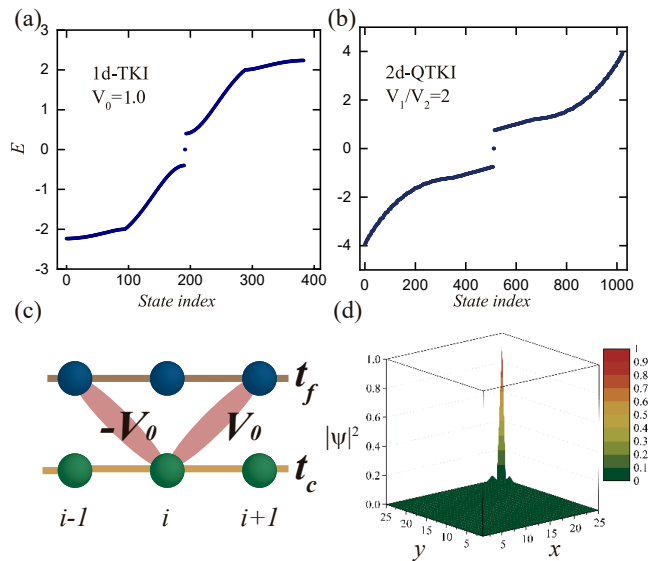 (a)
3
2
1
0
-1
-2
-3
E
1d-TKI
V₀=1.0
0 100 200 300 400
State index
(b)
4
2
0
-2
-4
2d-QTKI
V₁/V₂=2
0 200 400 600 800 1000
State index
(c)
t_f
-V₀ V₀
t_c
i-1 i i+1
(d)
1.0
0.8
0.6
0.4
0.2
0.0
|ψ|²
25 20 15 10 5
y
5 10 15 20 25
x
1
0.9
0.8
0.7
0.6
0.5
0.4
0.3
0.2
0.1
0